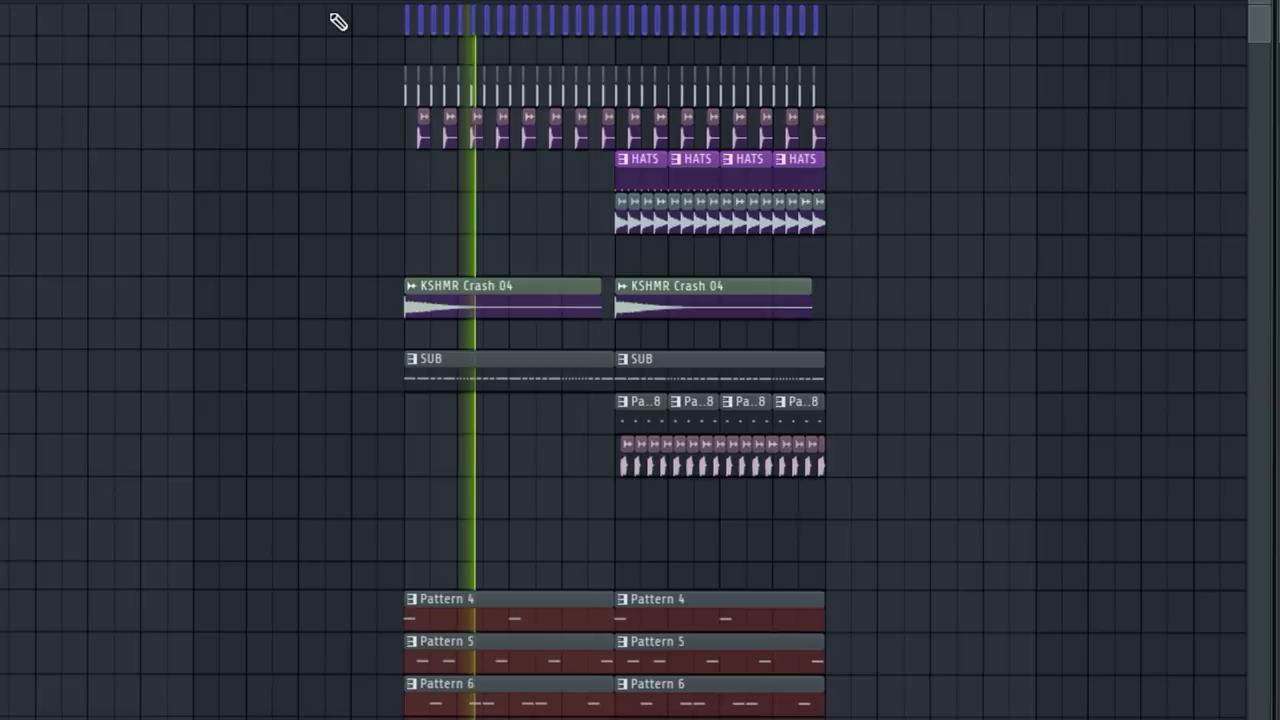 HATS HATS HATS HATS
KSHMR Crash 04 KSHMR Crash 04
SUB SUB
Pa..8 Pa..8 Pa..8 Pa..8
Pattern 4 Pattern 4
Pattern 5 Pattern 5
Pattern 6 Pattern 6